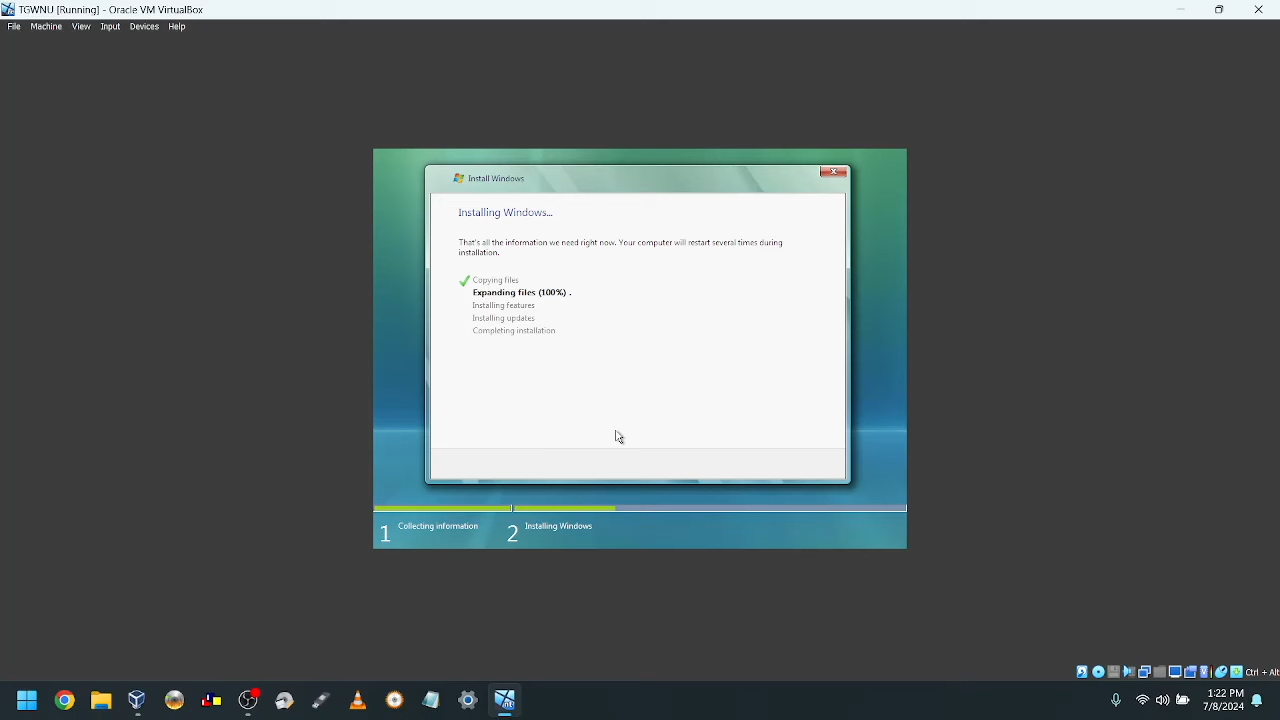 TGWNU [Running] - Oracle VM VirtualBox
File Machine View Input Devices Help
Install Windows
Installing Windows...
That's all the information we need right now. Your computer will restart several times during
installation.
Copying files
Expanding files (100%) .
Installing features
Installing updates
Completing installation
1 Collecting information
2 Installing Windows
Ctrl + Alt
1:22 PM
7/8/2024